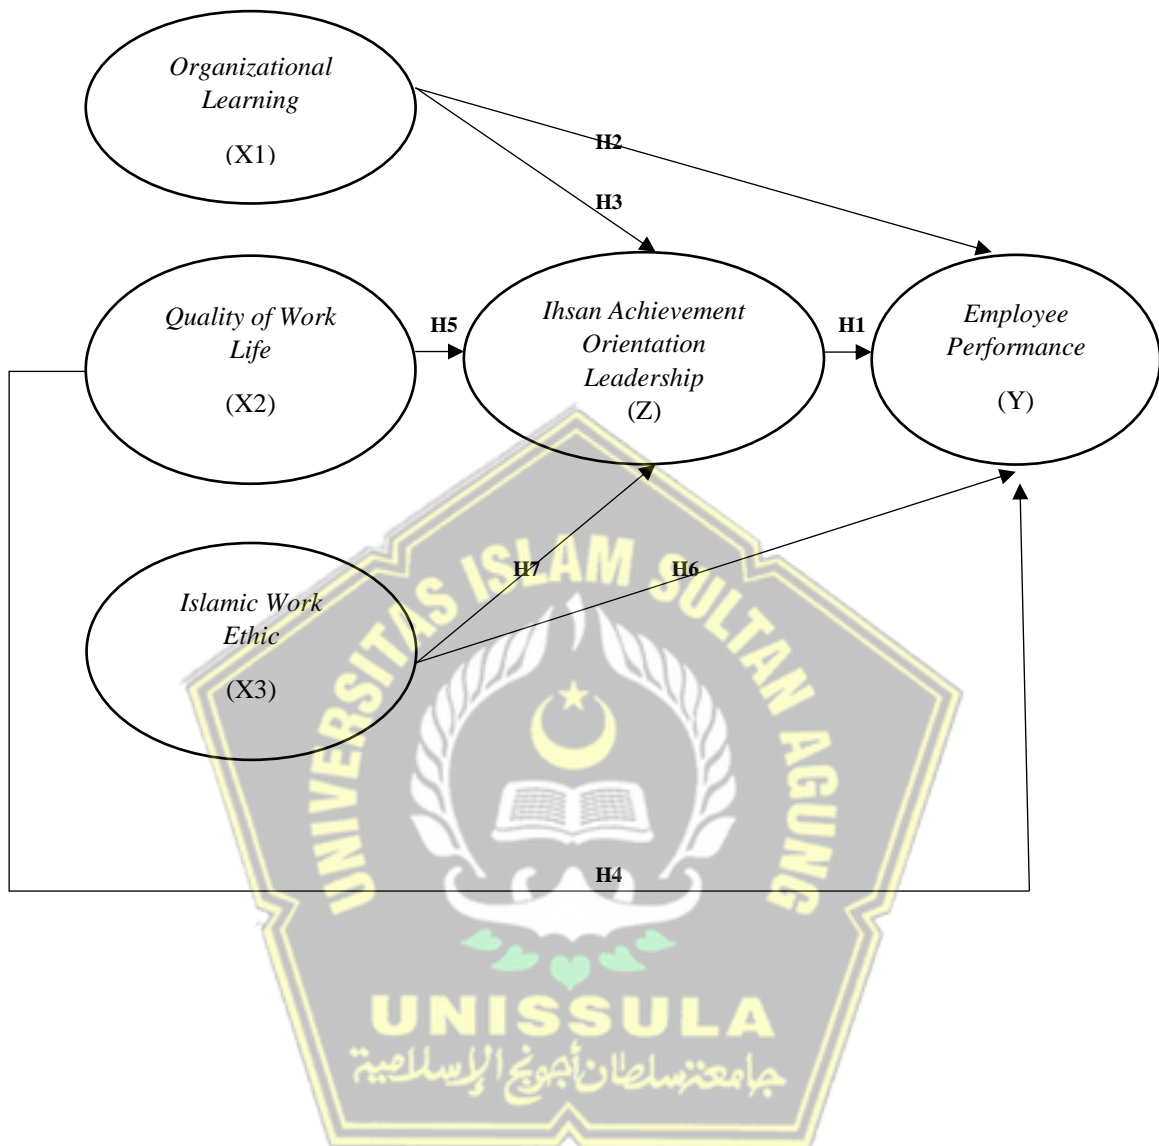 Organizational
Learning
(X1)
H2
H3
Quality of Work
Life
(X2)
H5
Ihsan Achievement
Orientation
Leadership
(Z)
H1
Employee
Performance
(Y)
Islamic Work
Ethic
(X3)
H7
H6
H4
UNIVERSITAS ISLAM SULTAN AGUNG
UNISSULA
جامعة سلطان أجونج الإسلامية